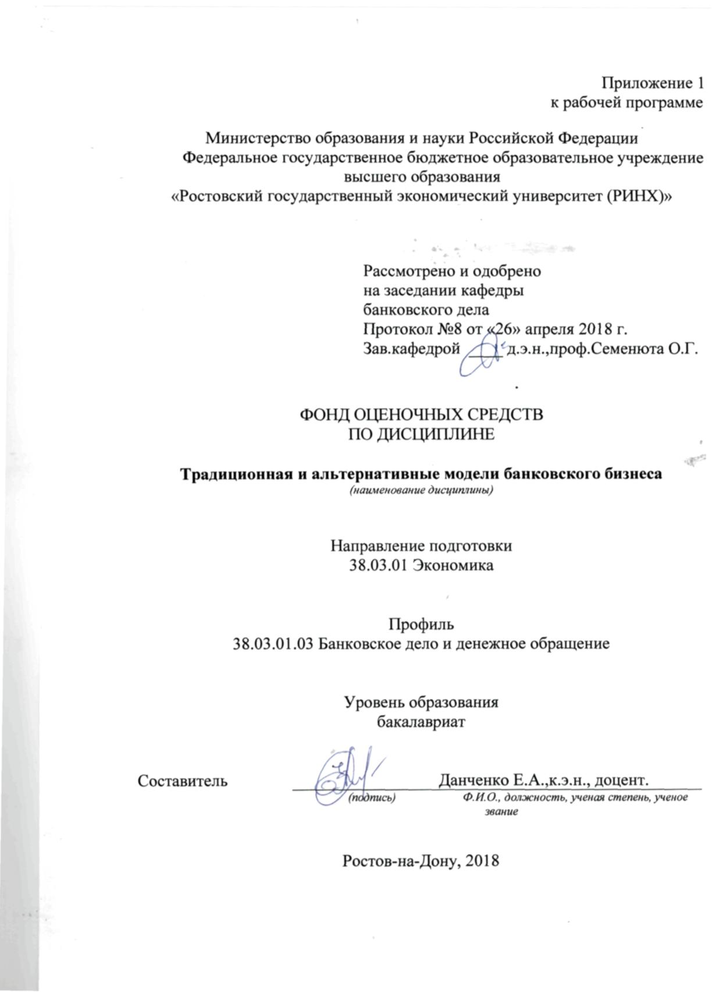 Приложение 1
к рабочей программе
Министерство образования и науки Российской Федерации
Федеральное государственное бюджетное образовательное учреждение
высшего образования
«Ростовский государственный экономический университет (РИНХ)»
Рассмотрено и одобрено
на заседании кафедры
банковского дела
Протокол №8 от «26» апреля 2018 г.
Зав.кафедрой _____ д.э.н.,проф.Семенюта О.Г.
.
ФОНД ОЦЕНОЧНЫХ СРЕДСТВ
ПО ДИСЦИПЛИНЕ
Традиционная и альтернативные модели банковского бизнеса
(наименование дисциплины)
Направление подготовки
38.03.01 Экономика
Профиль
38.03.01.03 Банковское дело и денежное обращение
Уровень образования
бакалавриат
Составитель Данченко Е.А.,к.э.н., доцент.
(подпись) Ф.И.О., должность, ученая степень, ученое
звание
Ростов-на-Дону, 2018